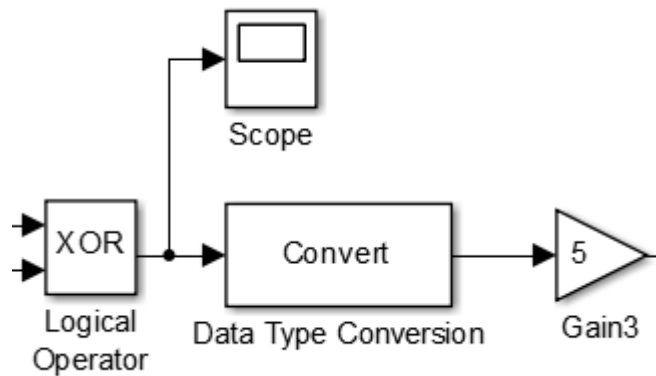 Scope
XOR
Convert
5
Logical
Operator
Data Type Conversion
Gain3